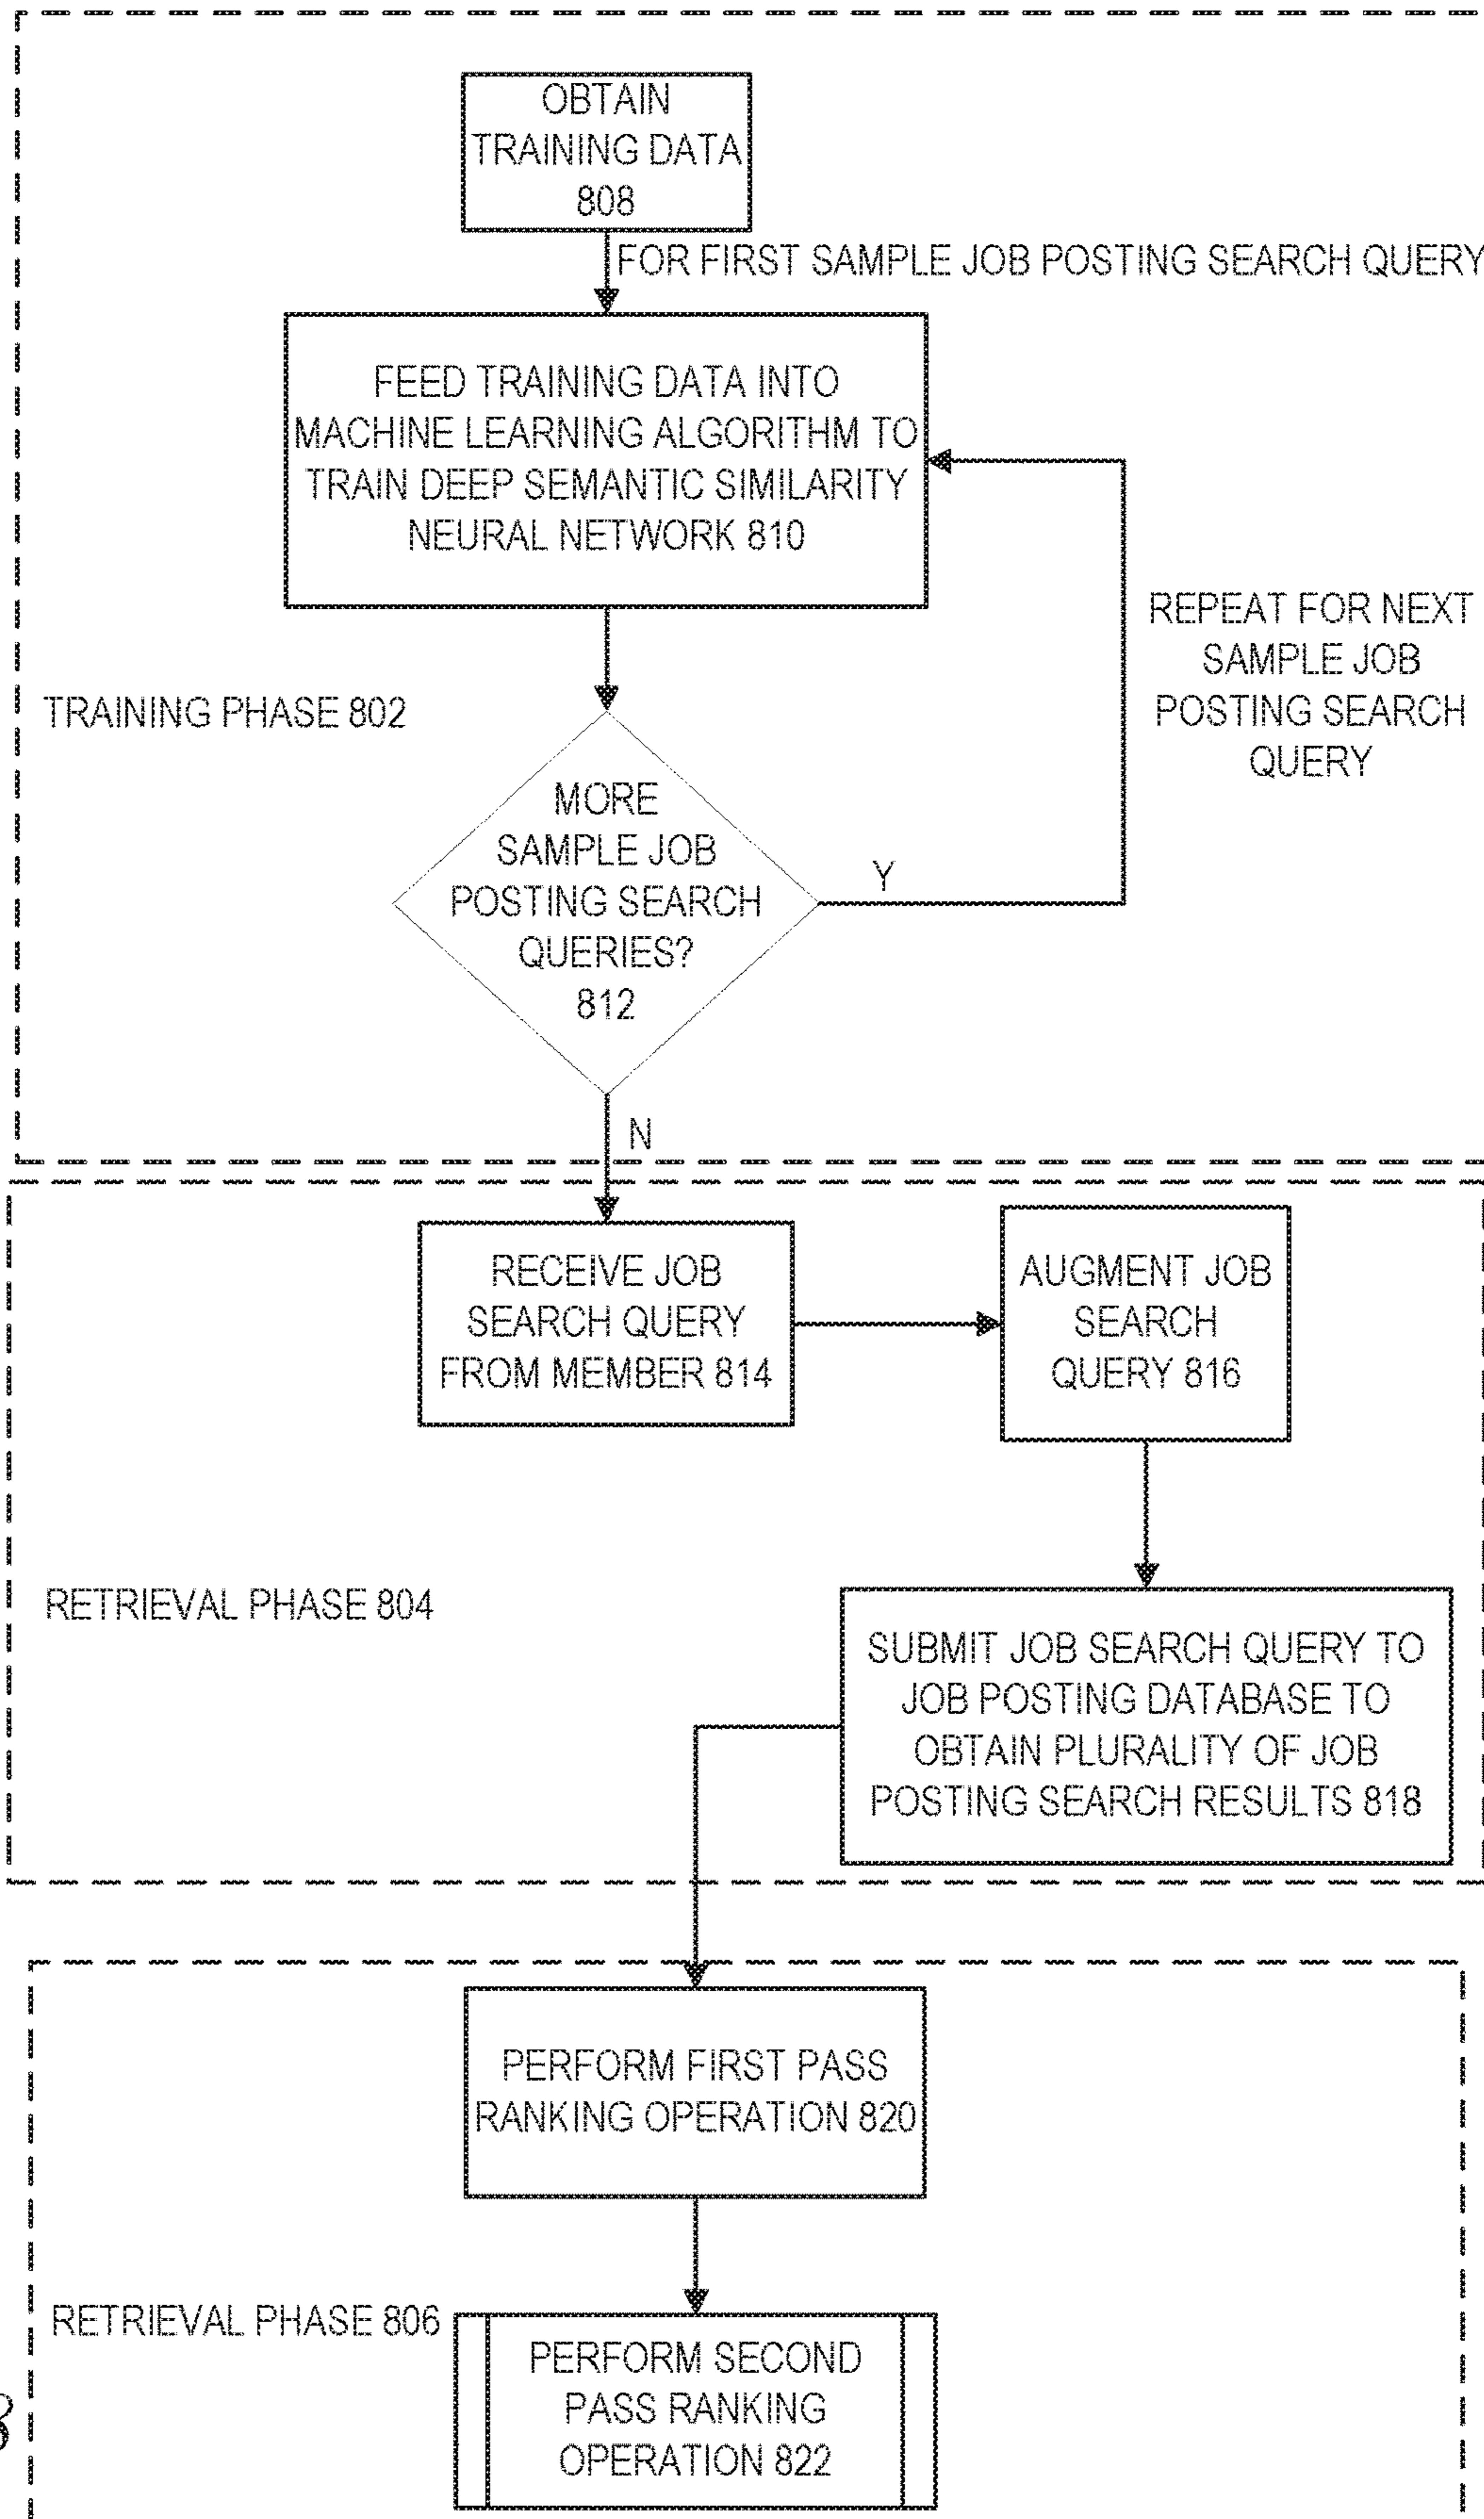 OBTAIN
TRAINING DATA
808
FOR FIRST SAMPLE JOB POSTING SEARCH QUERY
FEED TRAINING DATA INTO
MACHINE LEARNING ALGORITHM TO
TRAIN DEEP SEMANTIC SIMILARITY
NEURAL NETWORK 810
REPEAT FOR NEXT
SAMPLE JOB
POSTING SEARCH
QUERY
TRAINING PHASE 802
MORE
SAMPLE JOB
POSTING SEARCH
QUERIES?
812
Y
N
RECEIVE JOB
SEARCH QUERY
FROM MEMBER 814
AUGMENT JOB
SEARCH
QUERY 816
RETRIEVAL PHASE 804
SUBMIT JOB SEARCH QUERY TO
JOB POSTING DATABASE TO
OBTAIN PLURALITY OF JOB
POSTING SEARCH RESULTS 818
PERFORM FIRST PASS
RANKING OPERATION 820
RETRIEVAL PHASE 806
PERFORM SECOND
PASS RANKING
OPERATION 822